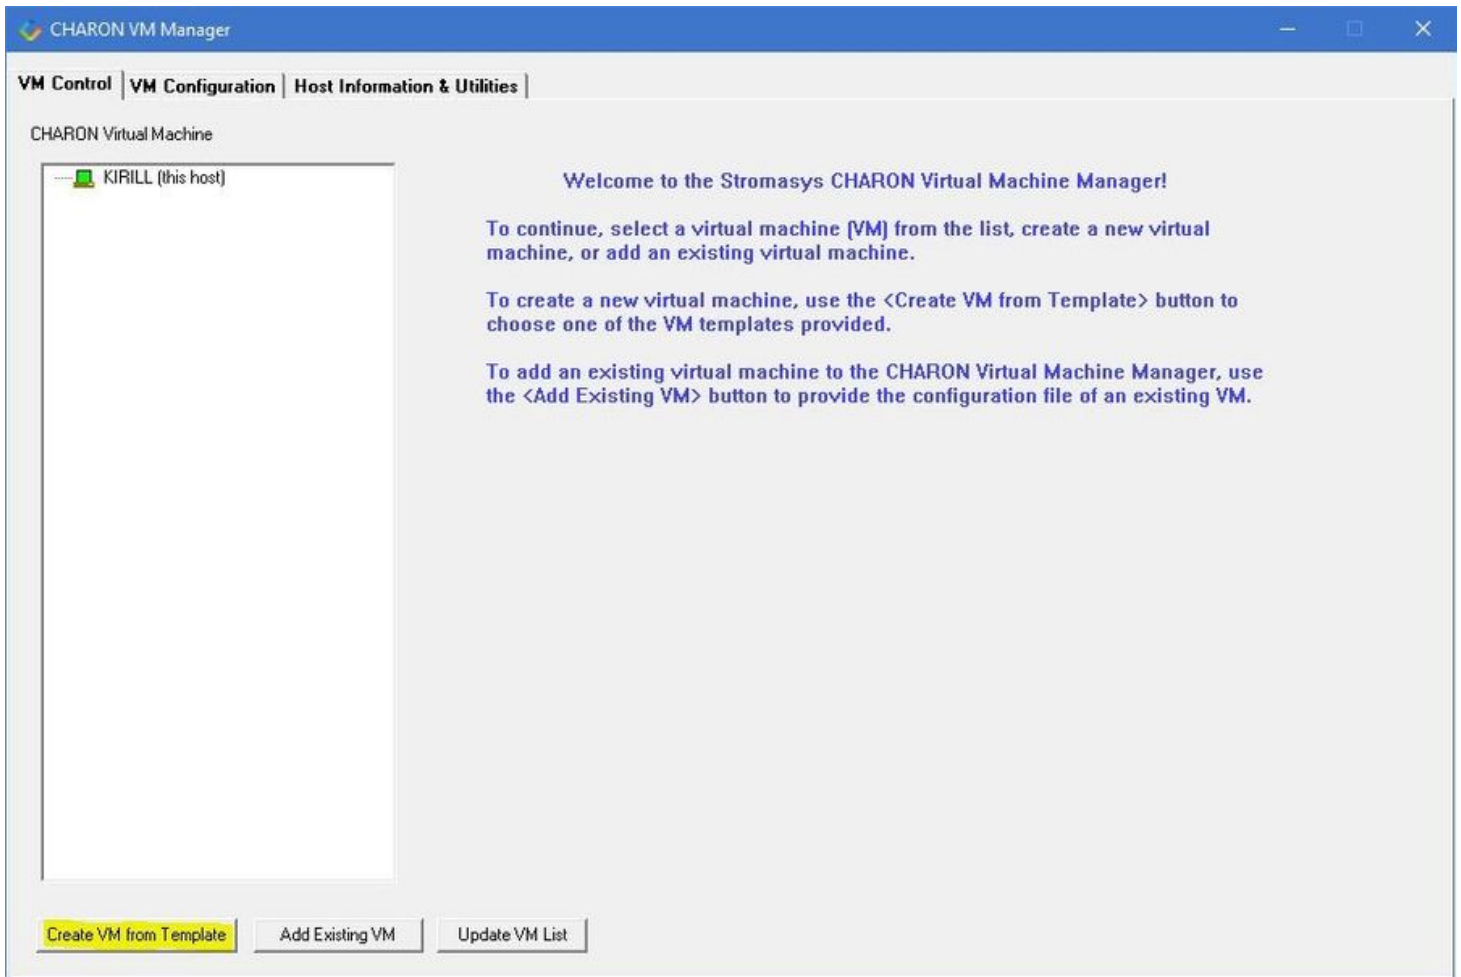 CHARON VM Manager
VM Control VM Configuration Host Information & Utilities
CHARON Virtual Machine
KIRILL (this host)
Welcome to the Stromasys CHARON Virtual Machine Manager!
To continue, select a virtual machine (VM) from the list, create a new virtual
machine, or add an existing virtual machine.
To create a new virtual machine, use the <Create VM from Template> button to
choose one of the VM templates provided.
To add an existing virtual machine to the CHARON Virtual Machine Manager, use
the <Add Existing VM> button to provide the configuration file of an existing VM.
Create VM from Template Add Existing VM Update VM List